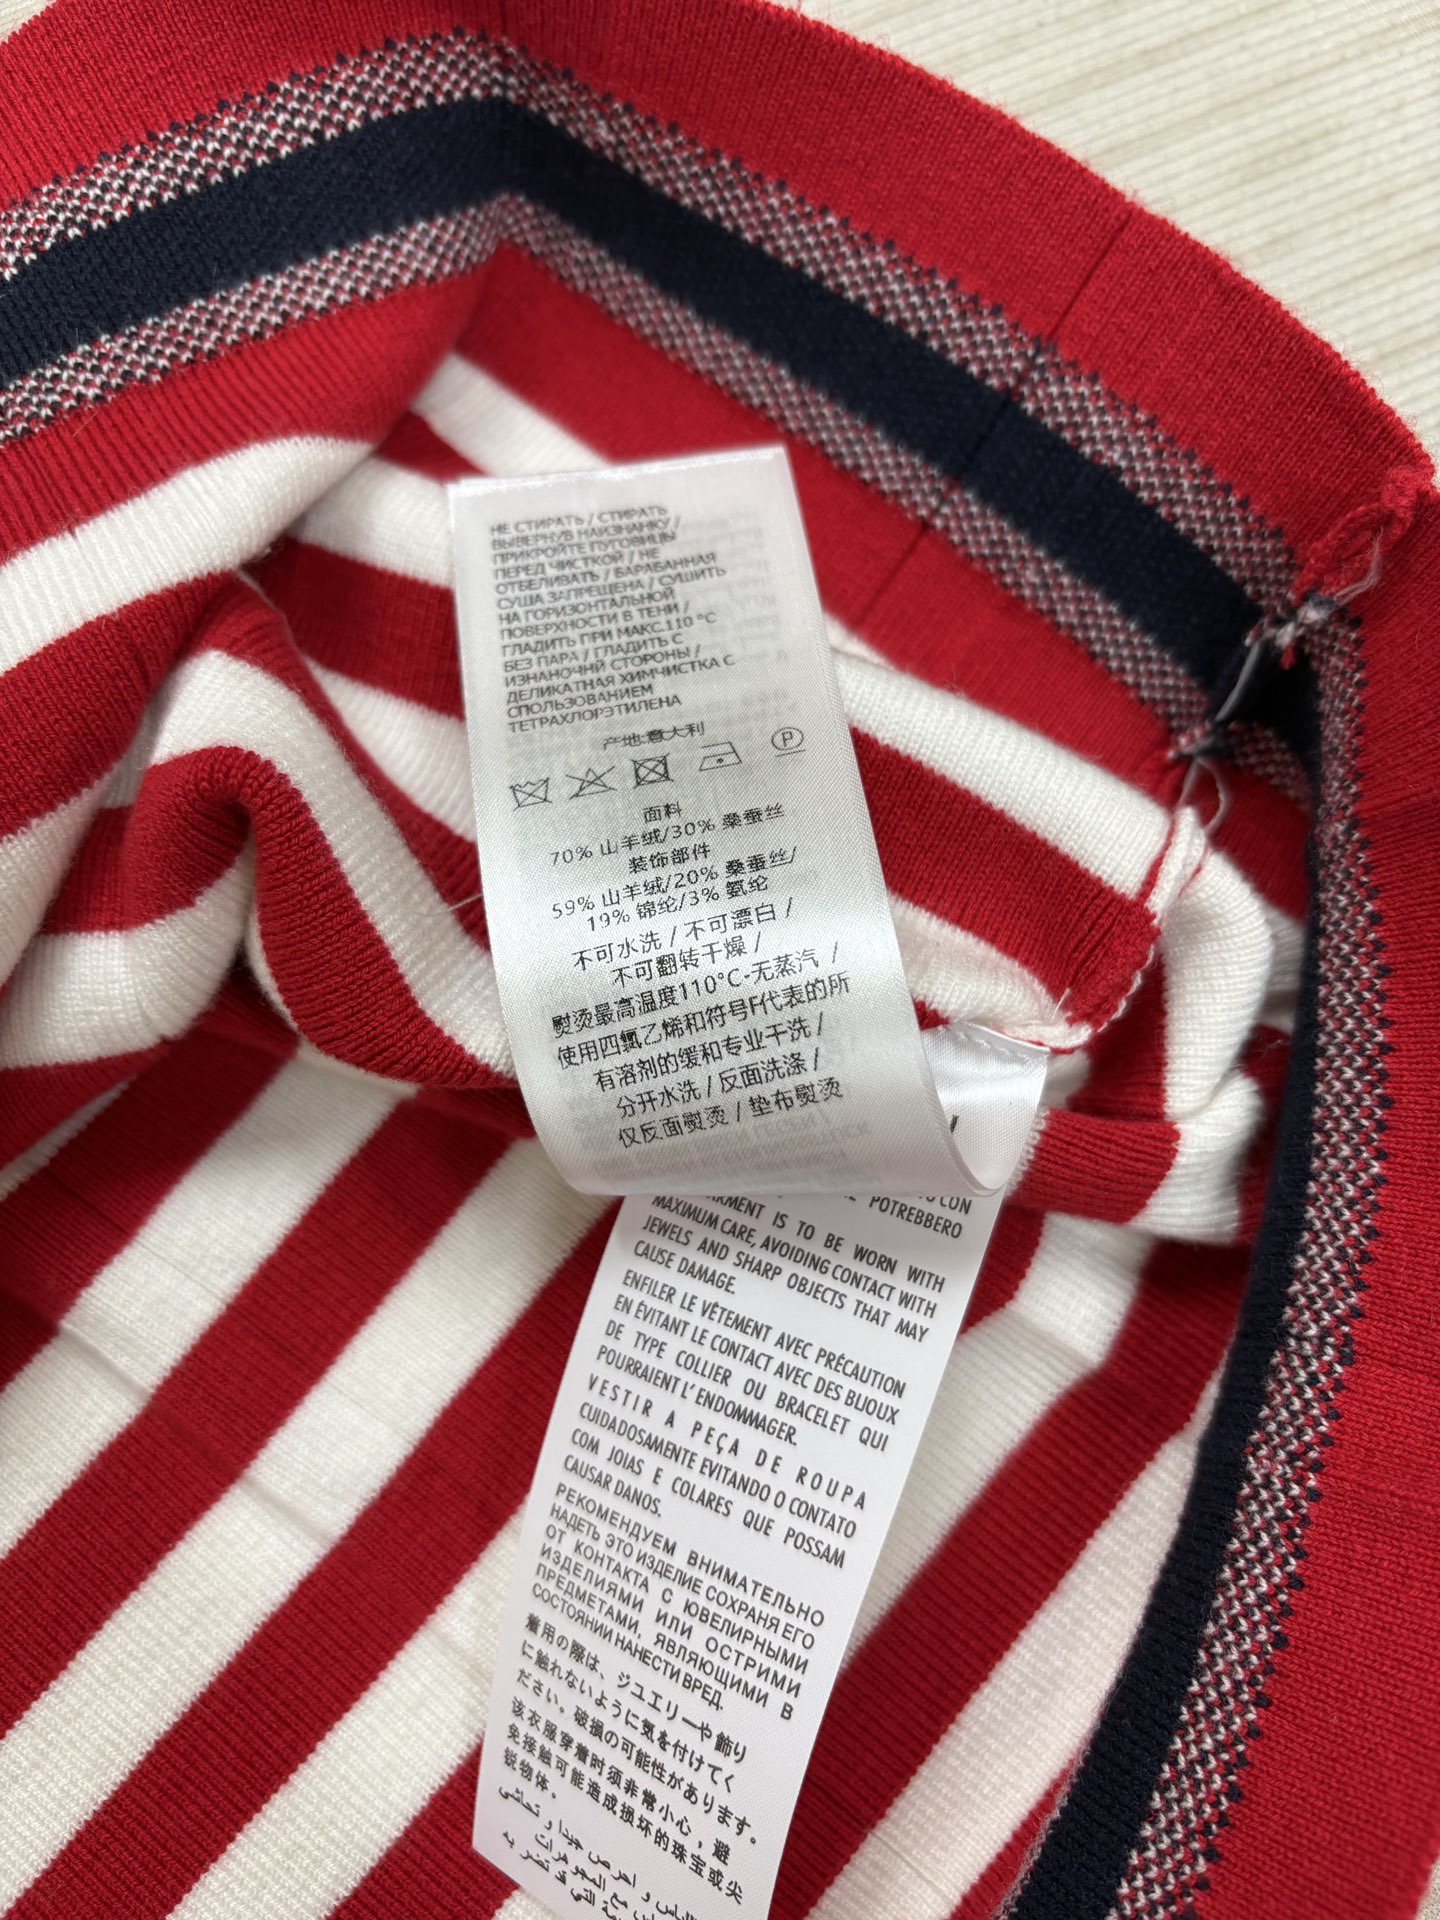 НЕ СТИРАТЬ / СТИРАТЬ
ВЫВЕРНУВ НАИЗНАНКУ /
ПРИКРОЙТЕ ПУГОВИЦЫ
ПЕРЕД ЧИСТКОЙ / НЕ
ОТБЕЛИВАТЬ / БАРАБАННАЯ
СУША ЗАПРЕЩЕНА / СУШИТЬ
НА ГОРИЗОНТАЛЬНОЙ
ПОВЕРХНОСТИ В ТЕНИ /
ГЛАДИТЬ ПРИ МАКС.110 °C
БЕЗ ПАРА / ГЛАДИТЬ С
ИЗНАНОЧНЙ СТОРОНЫ /
ДЕЛИКАТНАЯ ХИМЧИСТКА С
СПОЛЬЗОВАНИЕМ
ТЕТРАХЛОРЭТИЛЕНА
产地:意大利
P
面料
70% 山羊绒/30% 桑蚕丝
装饰部件
59% 山羊绒/20% 桑蚕丝/
19% 锦纶/3% 氨纶
不可水洗 / 不可漂白 /
不可翻转干燥 /
熨烫最高温度110°C-无蒸汽 /
使用四氯乙烯和符号F代表的所
有溶剂的缓和专业干洗 /
分开水洗 / 反面洗涤 /
仅反面熨烫 / 垫布熨烫
CON
POTREBBERO
IS TO BE WORN WITH
MAXIMUM CARE, AVOIDING CONTACT WITH
JEWELS AND SHARP OBJECTS THAT MAY
CAUSE DAMAGE.
ENFILER LE VÊTEMENT AVEC PRÉCAUTION
EN ÉVITANT LE CONTACT AVEC DES BIJOUX
DE TYPE COLLIER OU BRACELET QUI
POURRAIENT L'ENDOMMAGER.
VESTIR A PEÇA DE ROUPA
CUIDADOSAMENTE EVITANDO O CONTATO
COM JOIAS E COLARES QUE POSSAM
CAUSAR DANOS.
РЕКОМЕНДУЕМ ВНИМАТЕЛЬНО
НАДЕТЬ ЭТО ИЗДЕЛИЕ СОХРАНЯ ЕГО
ОТ КОНТАКТА С ЮВЕЛИРНЫМИ
ИЗДЕЛИЯМИ ИЛИ ОСТРИМИ
ПРЕДМЕТАМИ, ЯВЛЯЮЩИМИ В
СОСТОЯНИИ НАНЕСТИ ВРЕД.
着用の際は、ジュエリーや飾り
に触れないように気を付けてく
ださい。破損の可能性があります。
该衣服穿着时须非常小心，避
免接触可能造成损坏的珠宝或尖
锐物体。